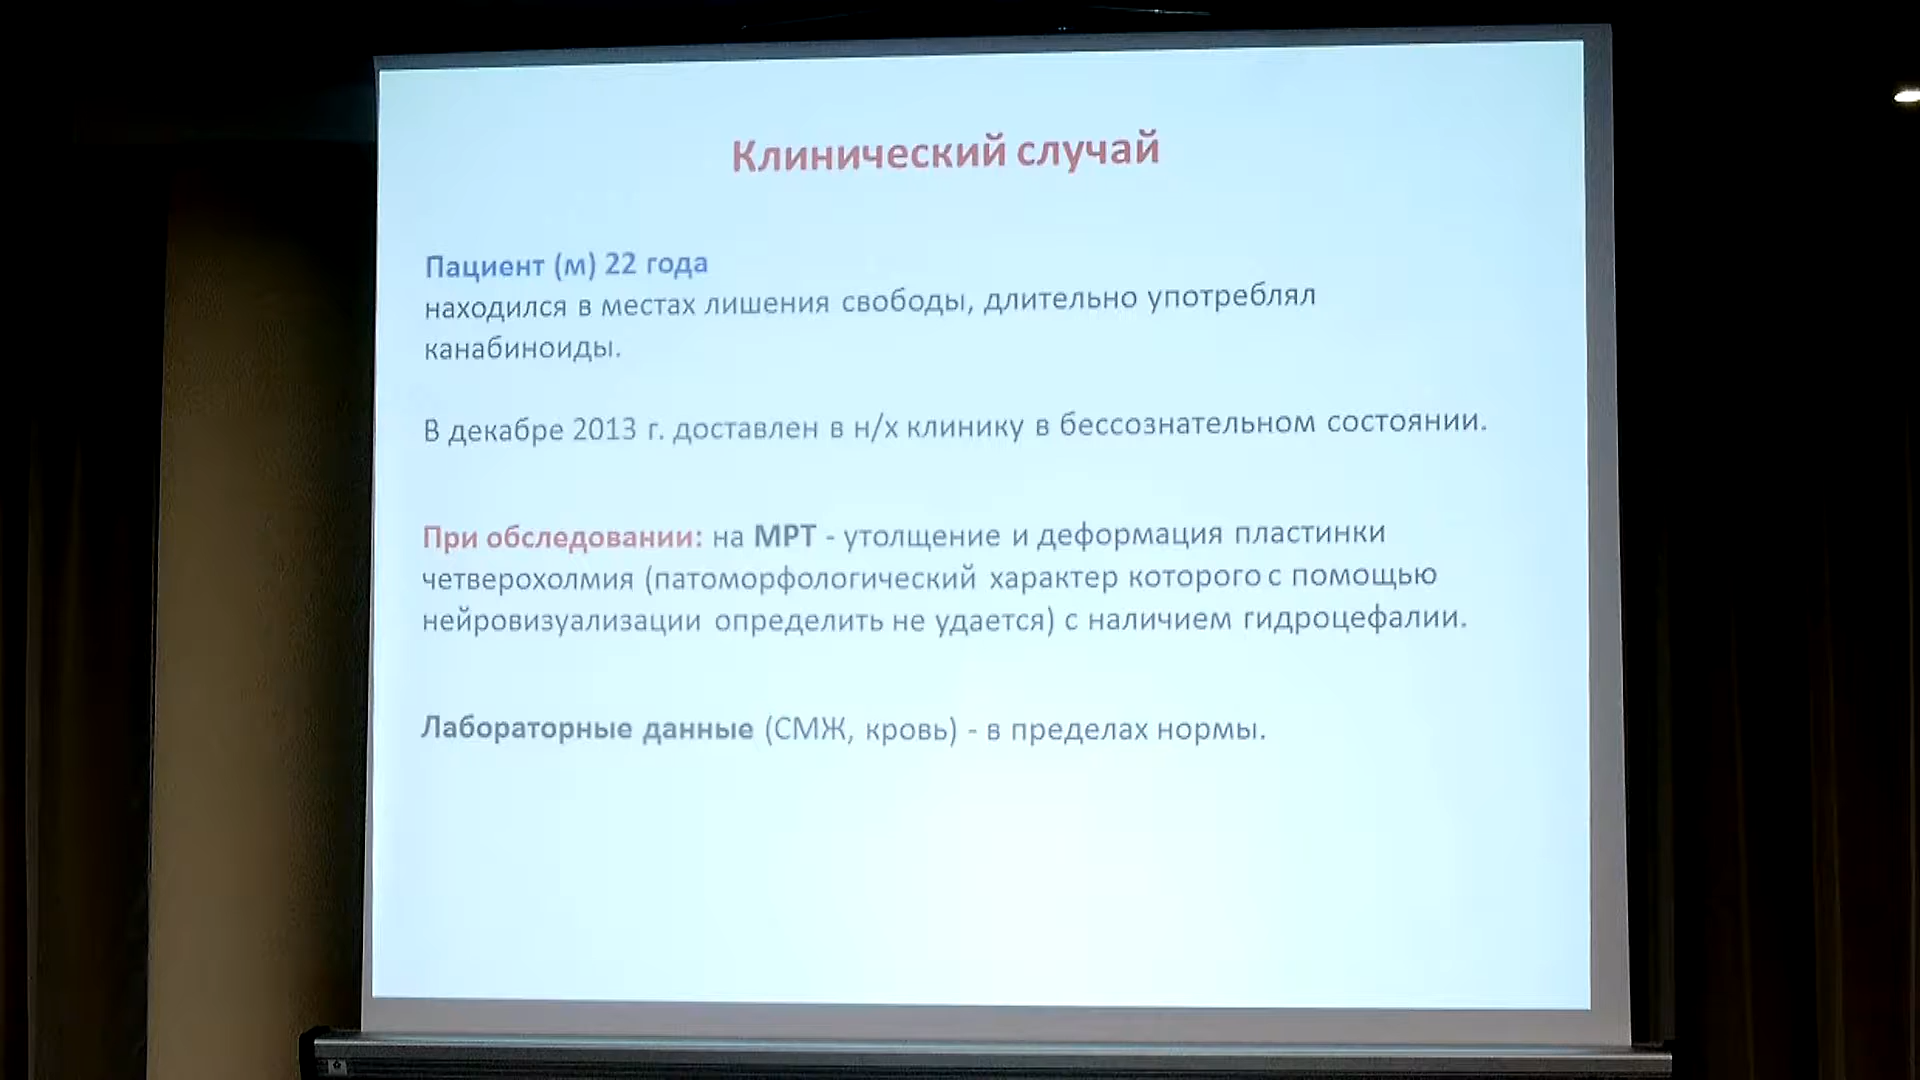 Клинический случай
Пациент (м) 22 года
находился в местах лишения свободы, длительно употреблял
канабиноиды.
В декабре 2013 г. доставлен в н/х клинику в бессознательном состоянии.
При обследовании: на МРТ - утолщение и деформация пластинки
четверохолмия (патоморфологический характер которого с помощью
нейровизуализации определить не удается) с наличием гидроцефалии.
Лабораторные данные (СМЖ, кровь) - в пределах нормы.